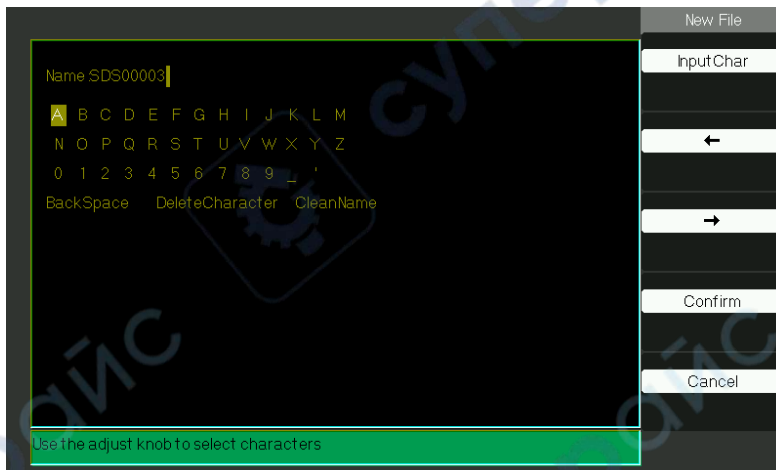 New File
InputChar
Name:SDS00003
A B C D E F G H I J K L M
N O P Q R S T U V W X Y Z
←
0 1 2 3 4 5 6 7 8 9 _ '
BackSpace DeleteCharacter CleanName
→
Confirm
Cancel
Use the adjust knob to select characters